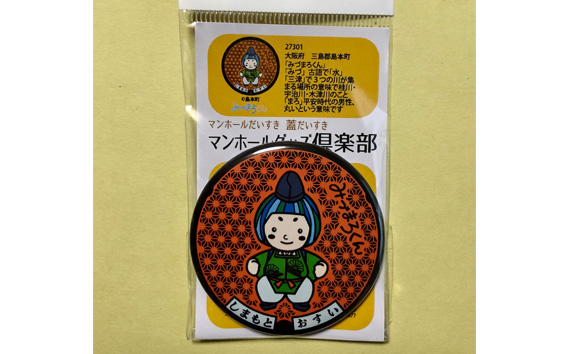 27301
大阪府 三島郡島本町
「みづまろくん」
「みづ」古語で「水」
「三津」で3つの川が集
まる場所の意味で桂川・
宇治川・木津川のこと
「まろ」平安時代の男性、
丸いという意味です
©島本町
マンホールだいすき 蓋だいすき
マンホールグッズ倶楽部
みづまろくん
しまもと おすい